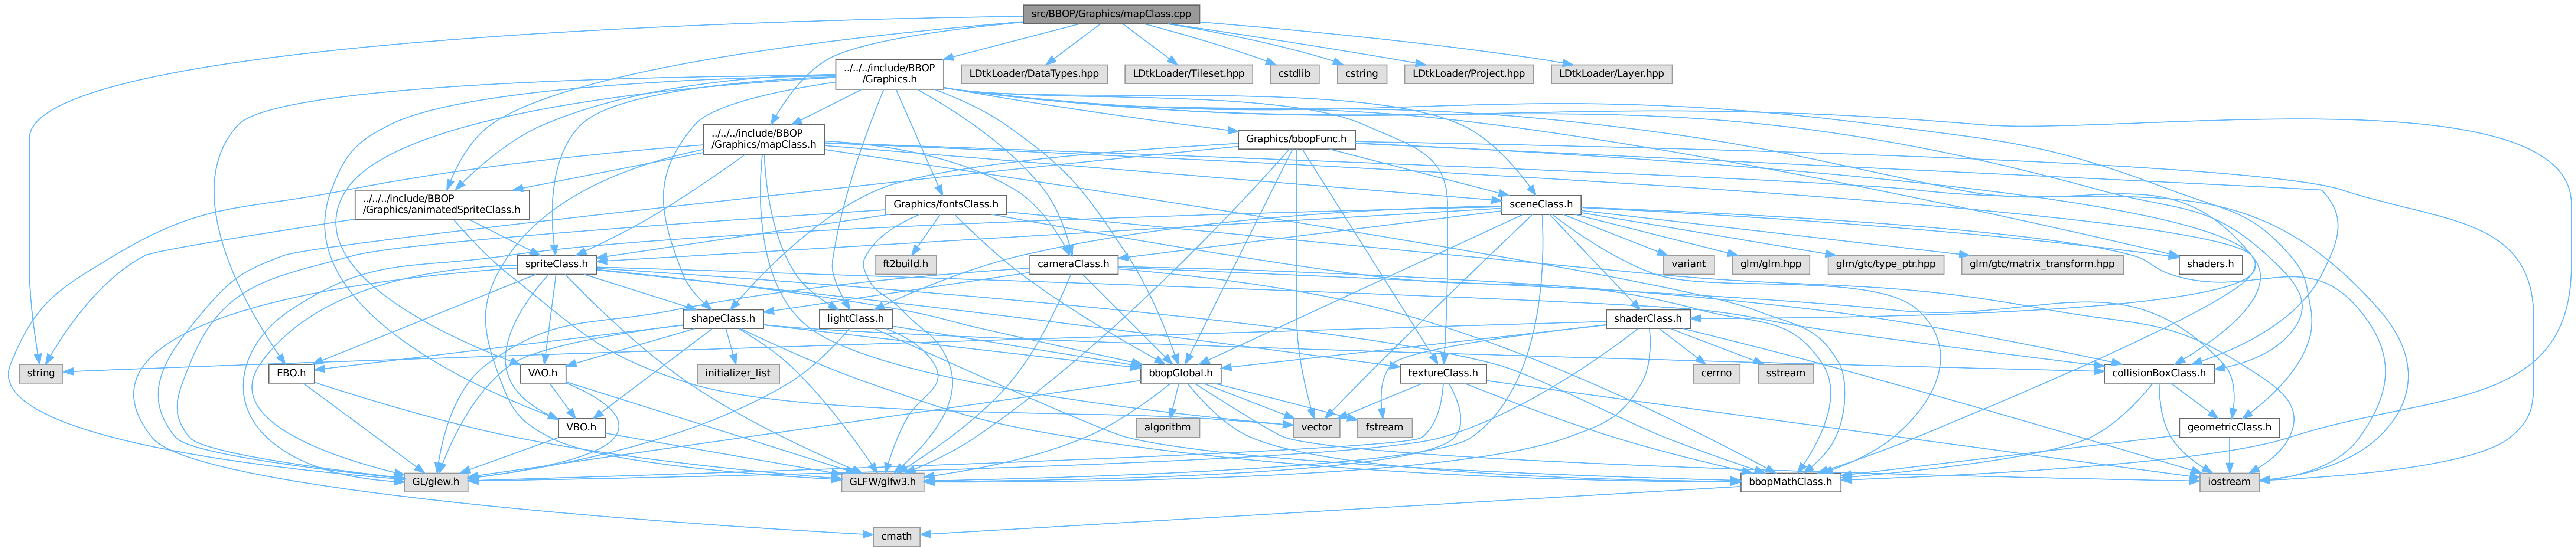 src/BBOP/Graphics/mapClass.cpp
../../../include/BBOP
/Graphics.h
LDtkLoader/DataTypes.hpp
LDtkLoader/Tileset.hpp
cstdlib
cstring
LDtkLoader/Project.hpp
LDtkLoader/Layer.hpp
../../../include/BBOP
/Graphics/mapClass.h
Graphics/bbopFunc.h
../../../include/BBOP
/Graphics/animatedSpriteClass.h
Graphics/fontsClass.h
sceneClass.h
spriteClass.h
ft2build.h
cameraClass.h
variant
glm/glm.hpp
glm/gtc/type_ptr.hpp
glm/gtc/matrix_transform.hpp
shaders.h
shapeClass.h
lightClass.h
shaderClass.h
string
EBO.h
VAO.h
initializer_list
bbopGlobal.h
textureClass.h
cerrno
sstream
collisionBoxClass.h
VBO.h
algorithm
vector
fstream
geometricClass.h
GL/glew.h
GLFW/glfw3.h
bbopMathClass.h
iostream
cmath